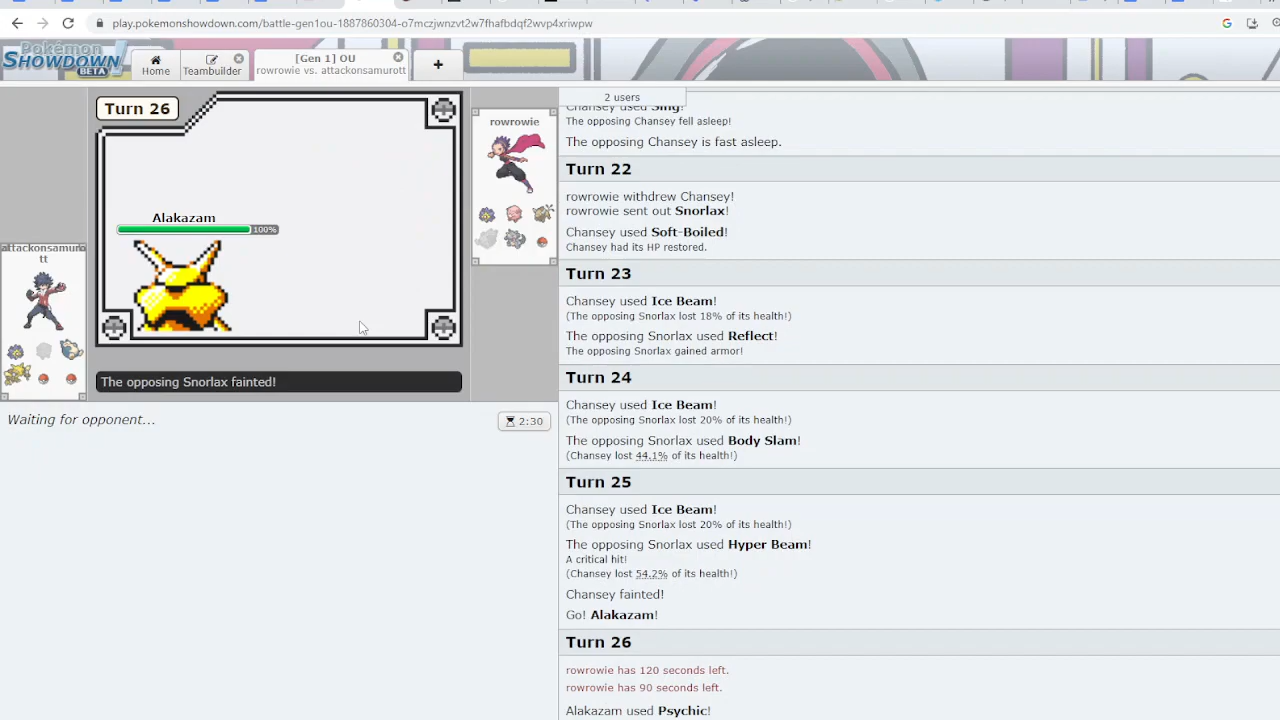 play.pokemonshowdown.com/battle-gen1ou-1887860304-o7mczjwnzvt2w7fhafbdqf2wvp4xriwpw
Pokémon
SHOWDOWN!
BETA
Home
Teambuilder
[Gen 1] OU
rowrowie vs. attackonsamurott
+
Turn 26
Alakazam
100%
attackonsamuro
tt
rowrowie
The opposing Snorlax fainted!
Waiting for opponent...
2:30
2 users
Chansey used Sing!
The opposing Chansey fell asleep!
The opposing Chansey is fast asleep.
Turn 22
rowrowie withdrew Chansey!
rowrowie sent out Snorlax!
Chansey used Soft-Boiled!
Chansey had its HP restored.
Turn 23
Chansey used Ice Beam!
(The opposing Snorlax lost 18% of its health!)
The opposing Snorlax used Reflect!
The opposing Snorlax gained armor!
Turn 24
Chansey used Ice Beam!
(The opposing Snorlax lost 20% of its health!)
The opposing Snorlax used Body Slam!
(Chansey lost 44.1% of its health!)
Turn 25
Chansey used Ice Beam!
(The opposing Snorlax lost 20% of its health!)
The opposing Snorlax used Hyper Beam!
A critical hit!
(Chansey lost 54.2% of its health!)
Chansey fainted!
Go! Alakazam!
Turn 26
rowrowie has 120 seconds left.
rowrowie has 90 seconds left.
Alakazam used Psychic!